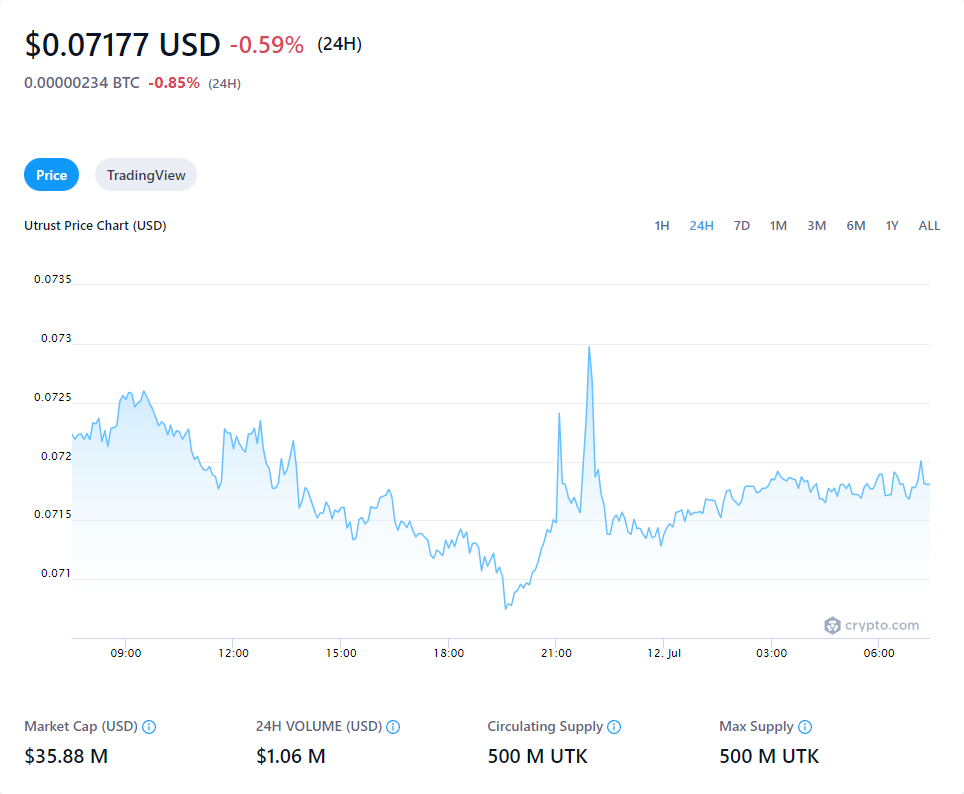 $0.07177 USD -0.59% (24H)
0.00000234 BTC -0.85% (24H)
Price TradingView
Utrust Price Chart (USD) 1H 24H 7D 1M 3M 6M 1Y ALL
0.0735
0.073
0.0725
0.072
0.0715
0.071
crypto.com
09:00 12:00 15:00 18:00 21:00 12. Jul 03:00 06:00
Market Cap (USD) 24H VOLUME (USD) Circulating Supply Max Supply
$35.88 M $1.06 M 500 M UTK 500 M UTK